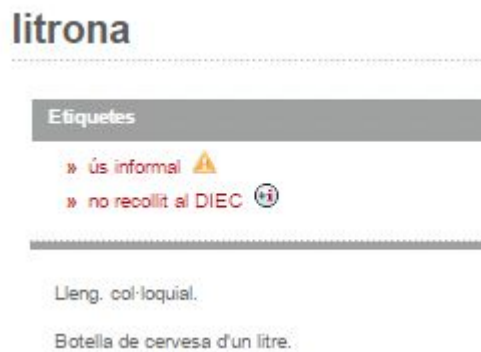 litrona
Etiquetes
» ús informal
» no recollit al DIEC
Lleng. col·loquial.
Botella de cervesa d'un litre.